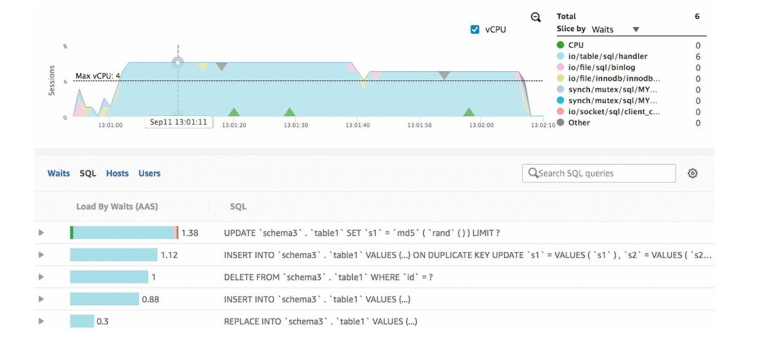 vCPU
Total 6
Slice by Waits
CPU 0
io/table/sql/handler 6
io/file/sql/binlog 0
io/file/innodb/innodb... 0
synch/mutex/sql/MY... 0
synch/mutex/sql/MY... 0
io/socket/sql/client_c... 0
Other 0
Sessions
Max vCPU: 4
4
0
13:01:00
Sep11 13:01:11
13:01:20
13:01:30
13:01:40
13:01:50
13:02:00
13:02:10
Waits SQL Hosts Users
Search SQL queries
Load By Waits (AAS) SQL
1.38 UPDATE `schema3` . `table1` SET `s1` = `md5` ( `rand` ( ) ) LIMIT ?
1.12 INSERT INTO `schema3` . `table1` VALUES (...) ON DUPLICATE KEY UPDATE `s1` = VALUES ( `s1` ) , `s2` = VALUES ( `s2...
1 DELETE FROM `schema3` . `table1` WHERE `id` = ?
0.88 INSERT INTO `schema3` . `table1` VALUES (...)
0.3 REPLACE INTO `schema3` . `table1` VALUES (...)